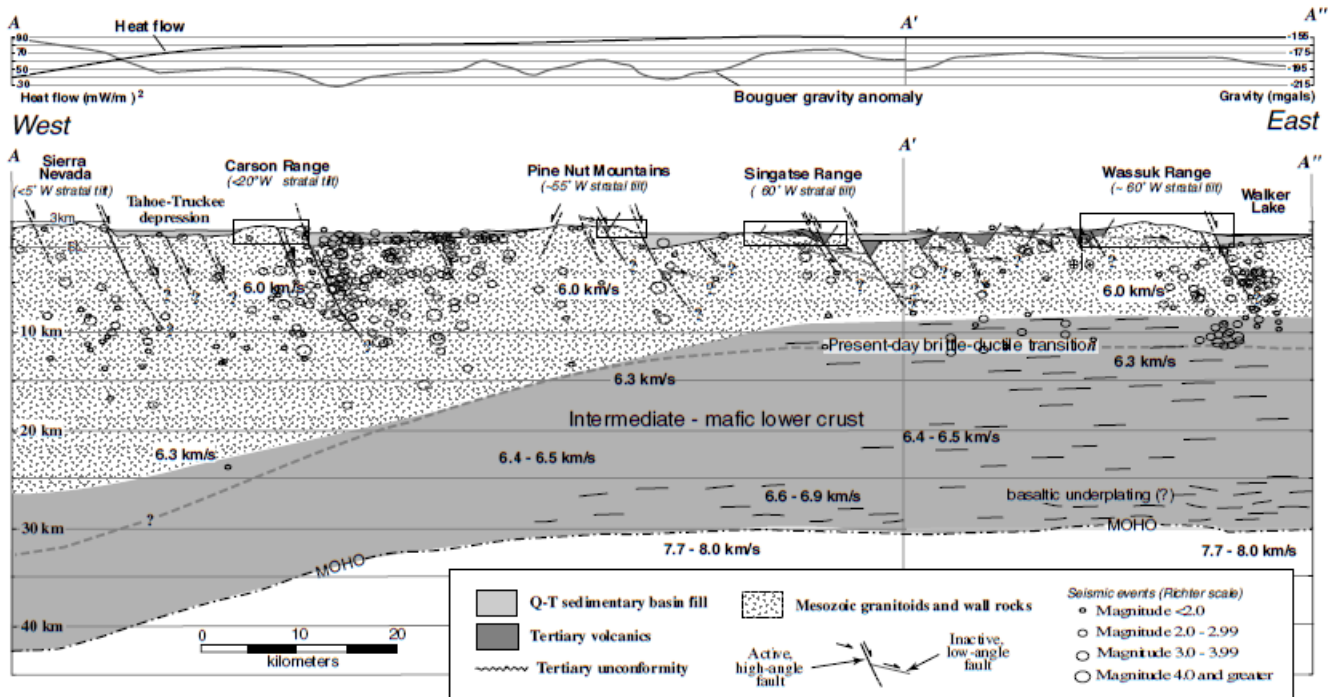 A
A'
A"
Heat flow
90
70
50
30
-155
-175
-195
-215
Heat flow (mW/m )²
Bouguer gravity anomaly
Gravity (mgals)
West
East
A
A'
A"
Sierra
Nevada
(<5° W stratal tilt)
Carson Range
(<20°W stratal tilt)
Pine Nut Mountains
(~55° W stratal tilt)
Singatse Range
( 60° W stratal tilt)
Wassuk Range
(~ 60° W stratal tilt)
Walker
Lake
Tahoe-Truckee
depression
3km
6.0 km/s
6.0 km/s
6.0 km/s
10 km
Present-day brittle-ductile transition?
6.3 km/s
6.3 km/s
Intermediate - mafic lower crust
20 km
6.3 km/s
6.4 - 6.5 km/s
6.4 - 6.5 km/s
6.6 - 6.9 km/s
basaltic underplating (?)
?
30 km
MOHO
MOHO
7.7 - 8.0 km/s
7.7 - 8.0 km/s
40 km
0 10 20
kilometers
Q-T sedimentary basin fill
Tertiary volcanics
Tertiary unconformity
Mesozoic granitoids and wall rocks
Active,
high-angle
fault
Inactive,
low-angle
fault
Seismic events (Richter scale)
Magnitude <2.0
Magnitude 2.0 - 2.99
Magnitude 3.0 - 3.99
Magnitude 4.0 and greater